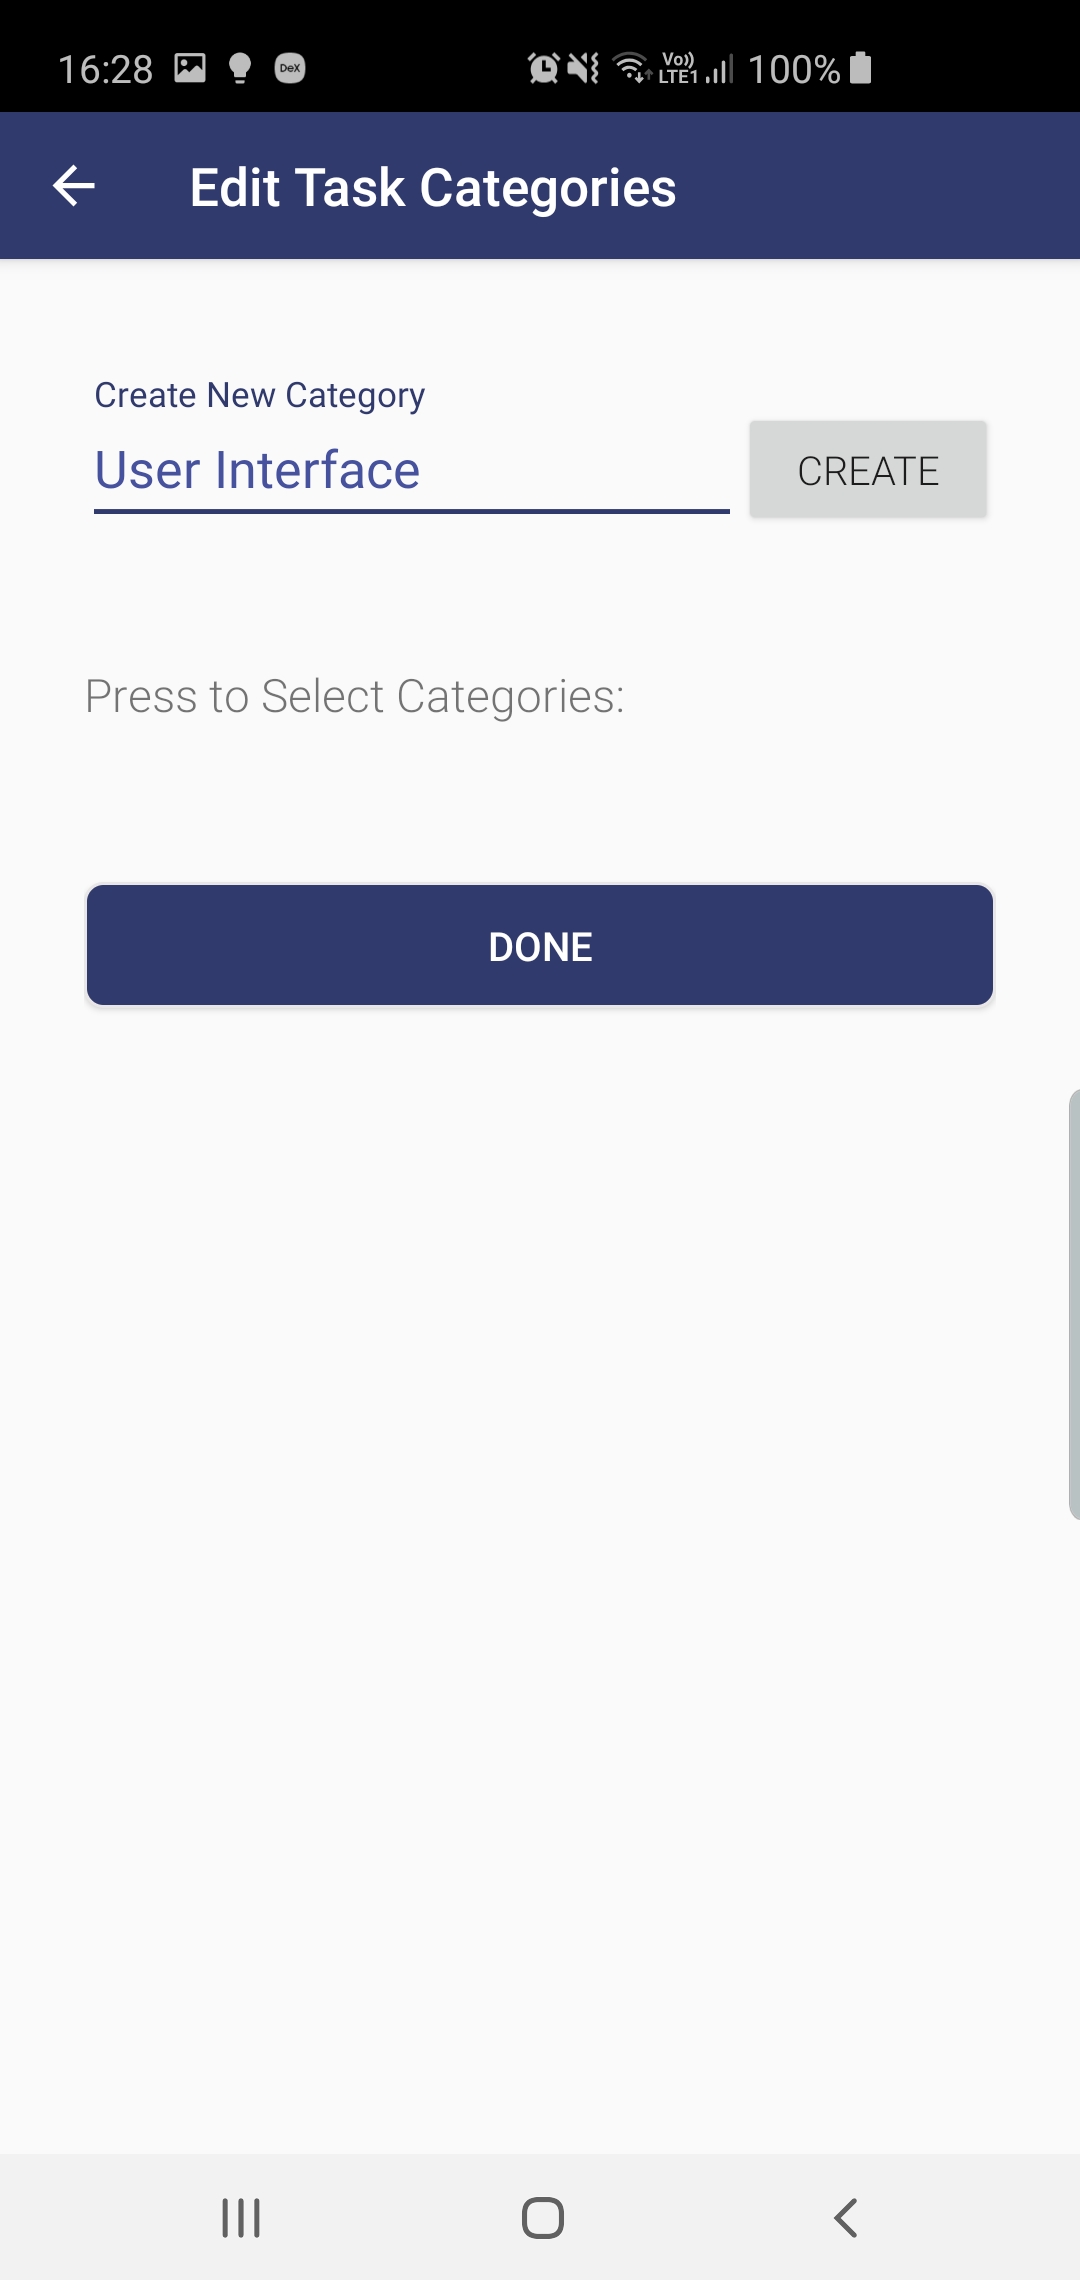 16:28 DeX Vo)) LTE1 100%
Edit Task Categories
Create New Category
User Interface
CREATE
Press to Select Categories:
DONE